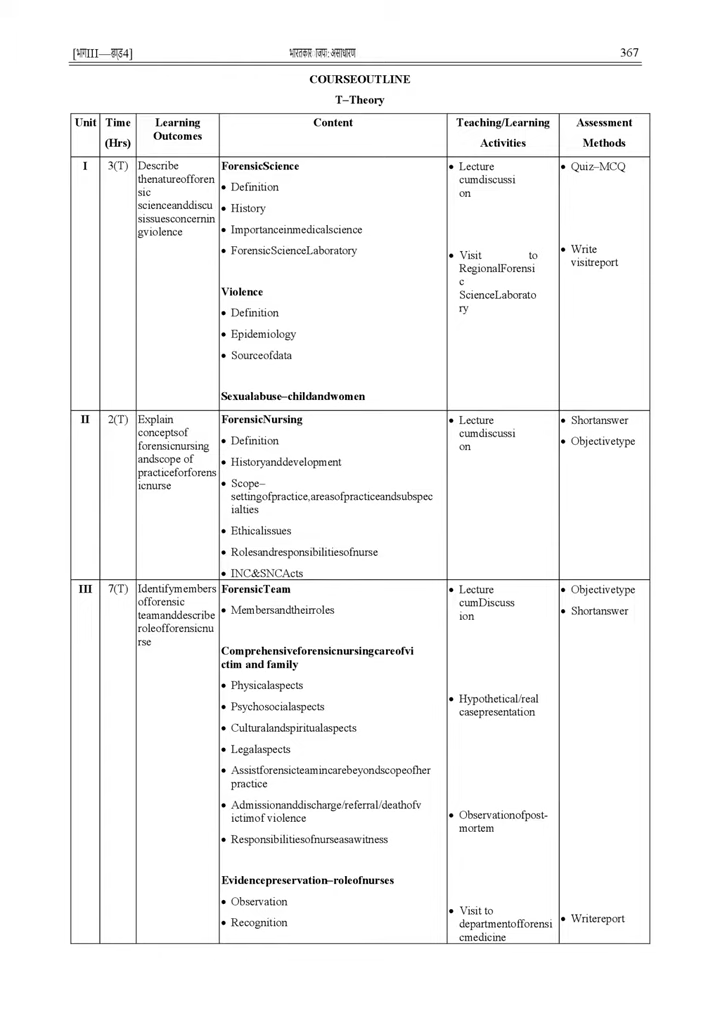 [भागIII—खण्ड4] भारतकार ाजपः:असाधारण 367
COURSEOUTLINE
T–Theory
Unit Time Learning Content Teaching/Learning Assessment
(Hrs) Outcomes Activities Methods
I 3(T) Describe
thenatureofforen
sic
scienceanddiscu
sissuesconcernin
gviolence
ForensicScience
• Definition
• History
• Importanceinmedicalscience
• ForensicScienceLaboratory
Violence
• Definition
• Epidemiology
• Sourceofdata
Sexualabuse–childandwomen
• Lecture
cumdiscussi
on
• Visit to
RegionalForensi
c
ScienceLaborato
ry
• Quiz–MCQ
• Write
visitreport
II 2(T) Explain
conceptsof
forensicnursing
andscope of
practiceforforens
icnurse
ForensicNursing
• Definition
• Historyanddevelopment
• Scope–
settingofpractice,areasofpracticeandsubspec
ialties
• Ethicalissues
• Rolesandresponsibilitiesofnurse
• INC&SNCActs
• Lecture
cumdiscussi
on
• Shortanswer
• Objectivetype
III 7(T) Identifymembers
offorensic
teamanddescribe
roleofforensicnu
rse
ForensicTeam
• Membersandtheirroles
Comprehensiveforensicnursingcareofvi
ctim and family
• Physicalaspects
• Psychosocialaspects
• Culturalandspiritualaspects
• Legalaspects
• Assistforensicteamincarebeyondscopeofher
practice
• Admissionanddischarge/referral/deathofv
ictimof violence
• Responsibilitiesofnurseasawitness
Evidencepreservation–roleofnurses
• Observation
• Recognition
• Lecture
cumDiscuss
ion
• Hypothetical/real
casepresentation
• Observationofpost-
mortem
• Visit to
departmentofforensi
cmedicine
• Objectivetype
• Shortanswer
• Writereport